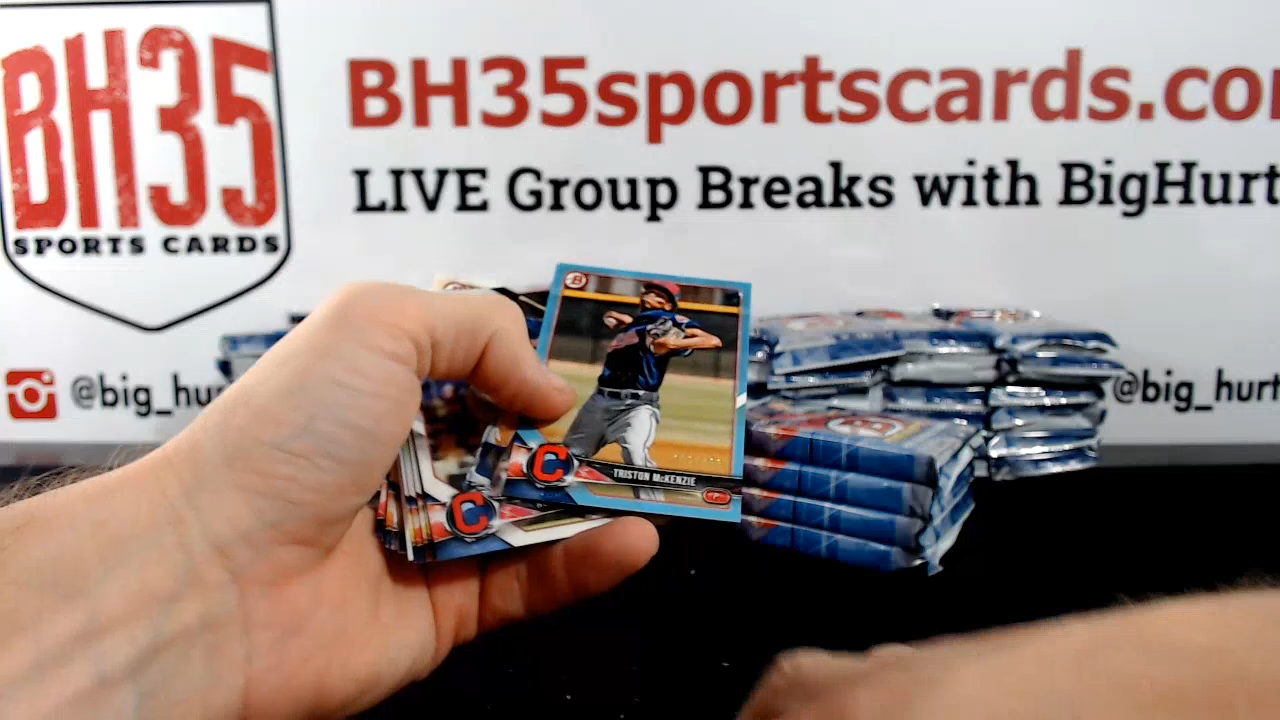 BH35
SPORTS CARDS
BH35sportscards.co
LIVE Group Breaks with BigHurt
@big_hu
@big_hurt
B
C
TRISTON McKENZIE
C
P